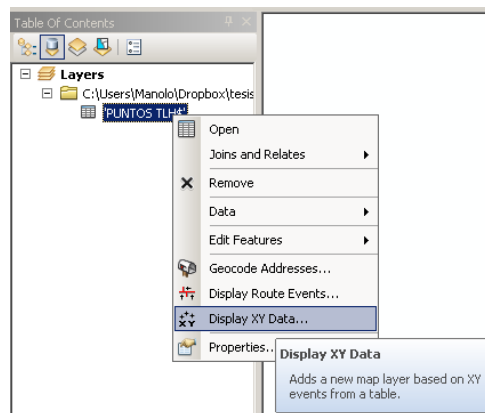 Table Of Contents
Layers
C:\Users\Manolo\Dropbox\tesis
'PUNTOS TLH$'
Open
Joins and Relates
Remove
Data
Edit Features
Geocode Addresses...
Display Route Events...
Display XY Data...
Properties..
Display XY Data
Adds a new map layer based on XY
events from a table.